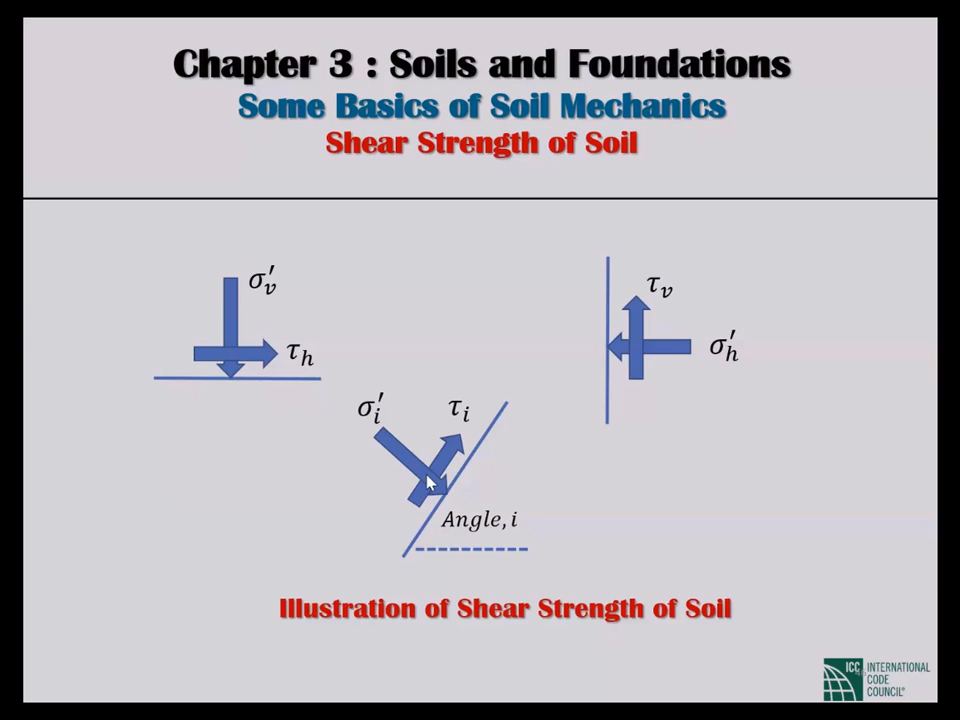 Chapter 3 : Soils and Foundations
Some Basics of Soil Mechanics
Shear Strength of Soil
σ′v
τh
τv
σ′h
σ′i
τi
Angle, i
Illustration of Shear Strength of Soil
ICC INTERNATIONAL
CODE
COUNCIL®